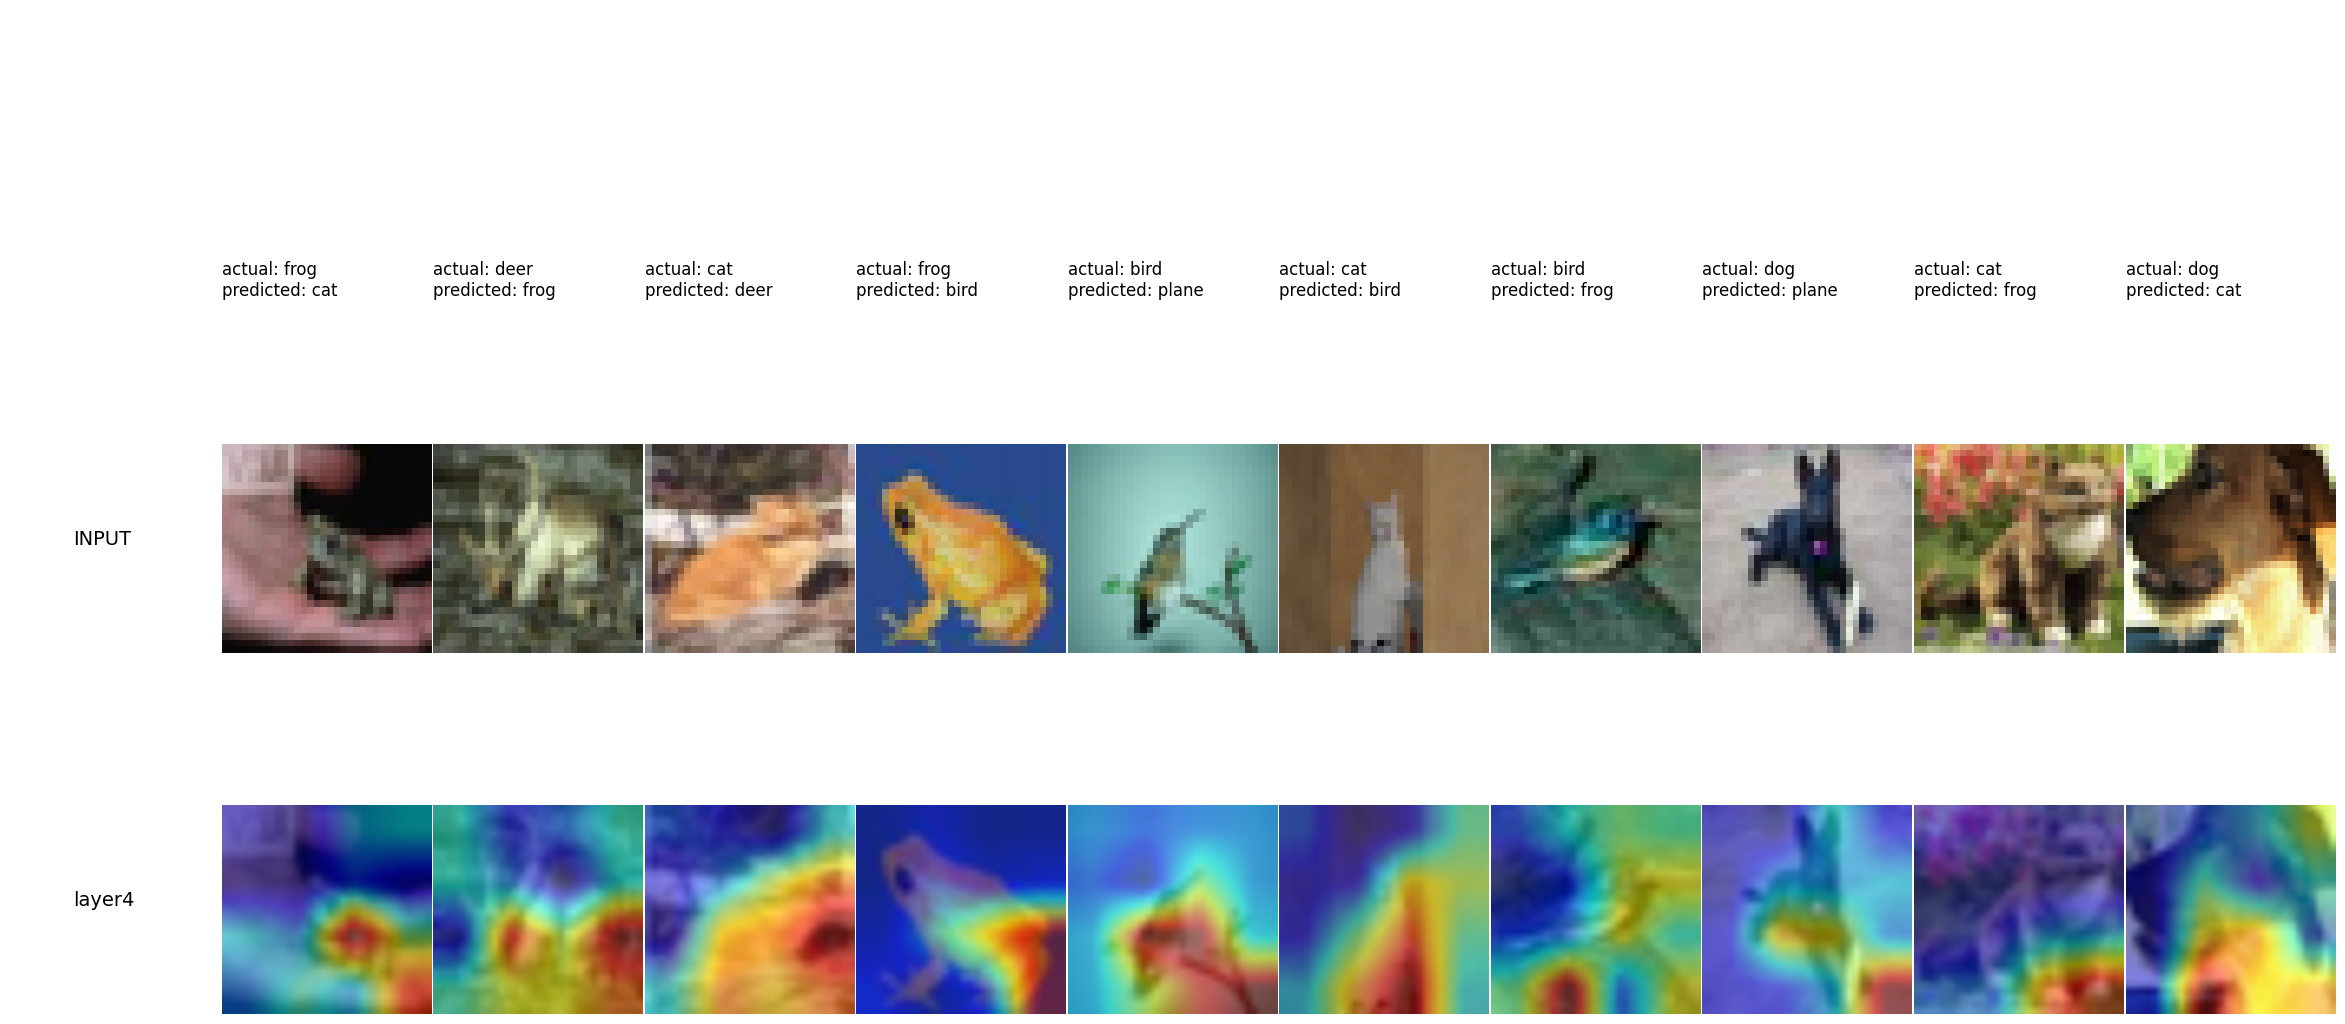 actual: frog
predicted: cat
actual: deer
predicted: frog
actual: cat
predicted: deer
actual: frog
predicted: bird
actual: bird
predicted: plane
actual: cat
predicted: bird
actual: bird
predicted: frog
actual: dog
predicted: plane
actual: cat
predicted: frog
actual: dog
predicted: cat
INPUT
layer4